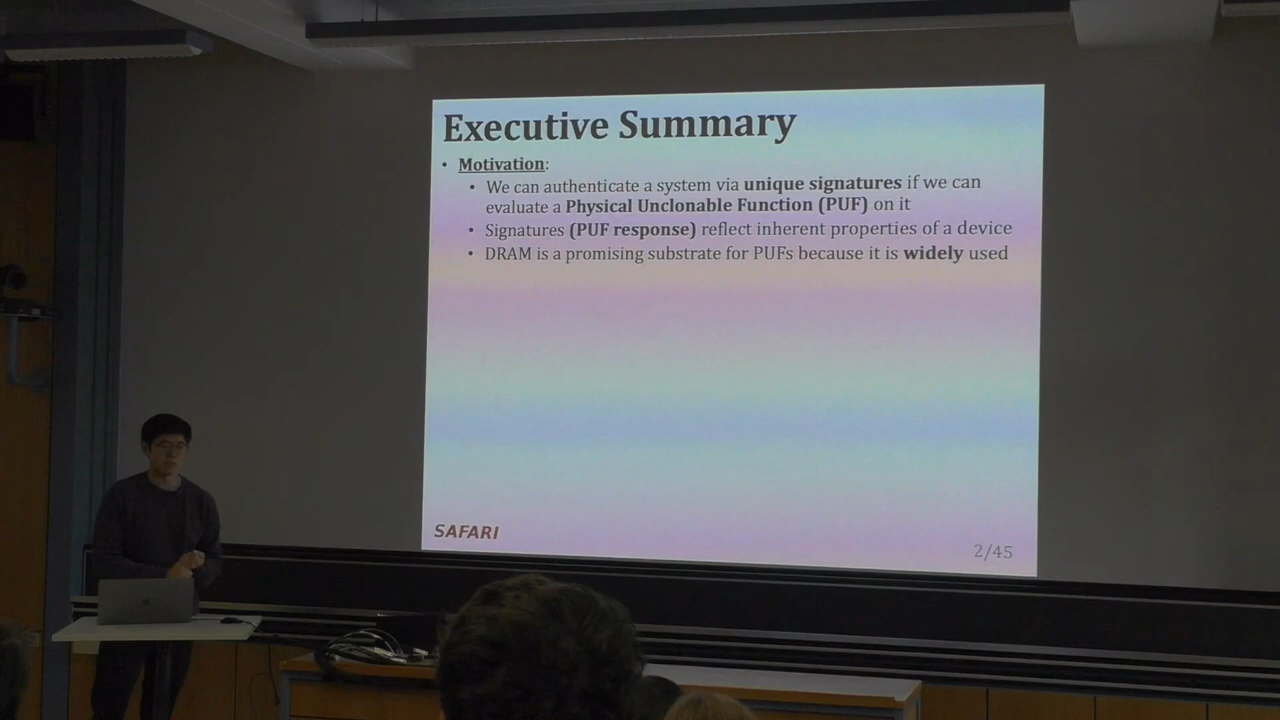 Executive Summary
• Motivation:
• We can authenticate a system via unique signatures if we can
evaluate a Physical Unclonable Function (PUF) on it
• Signatures (PUF response) reflect inherent properties of a device
• DRAM is a promising substrate for PUFs because it is widely used
SAFARI
2/45